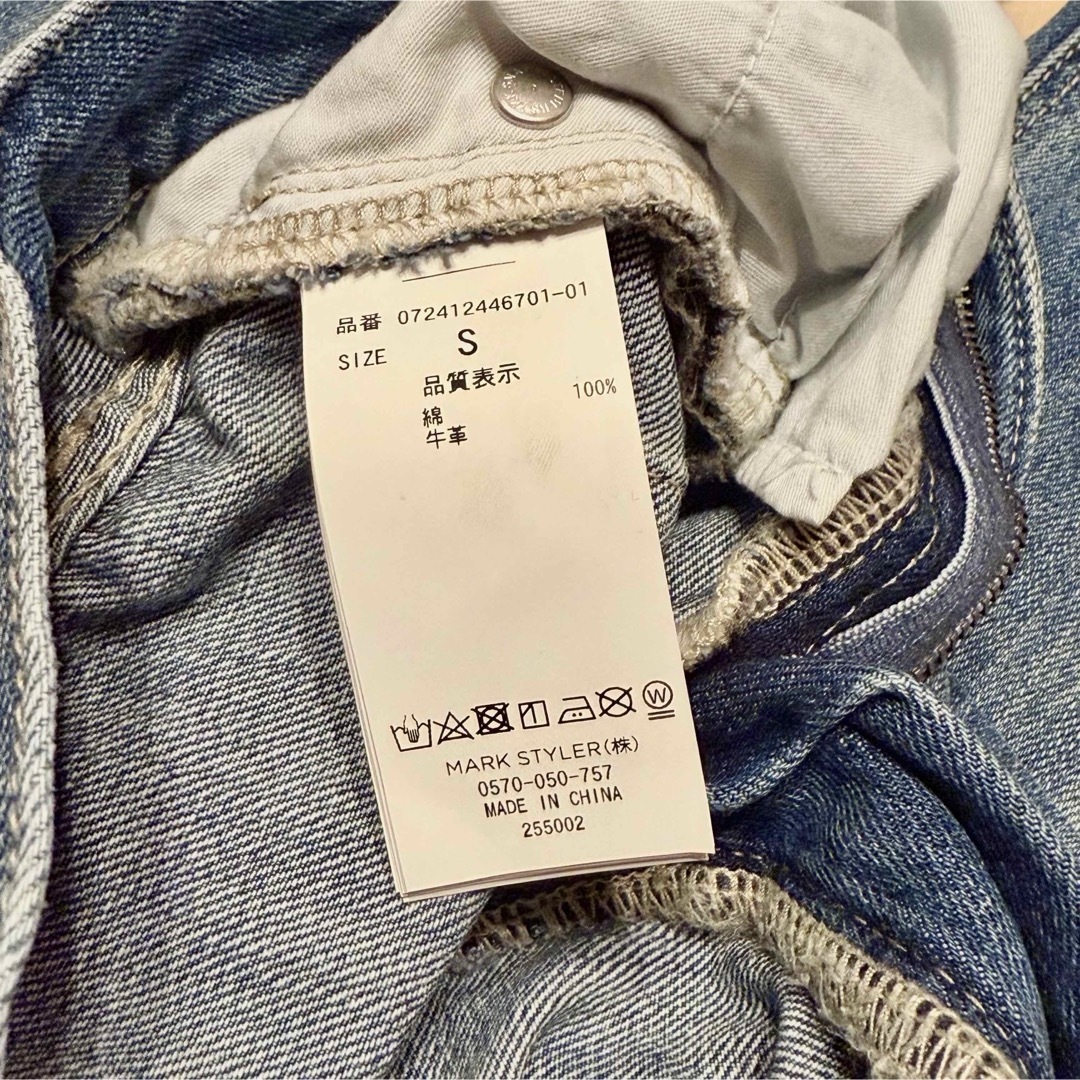 品番 072412446701-01
SIZE S
品質表示
綿 100%
牛革
W
MARK STYLER(株)
0570-050-757
MADE IN CHINA
255002